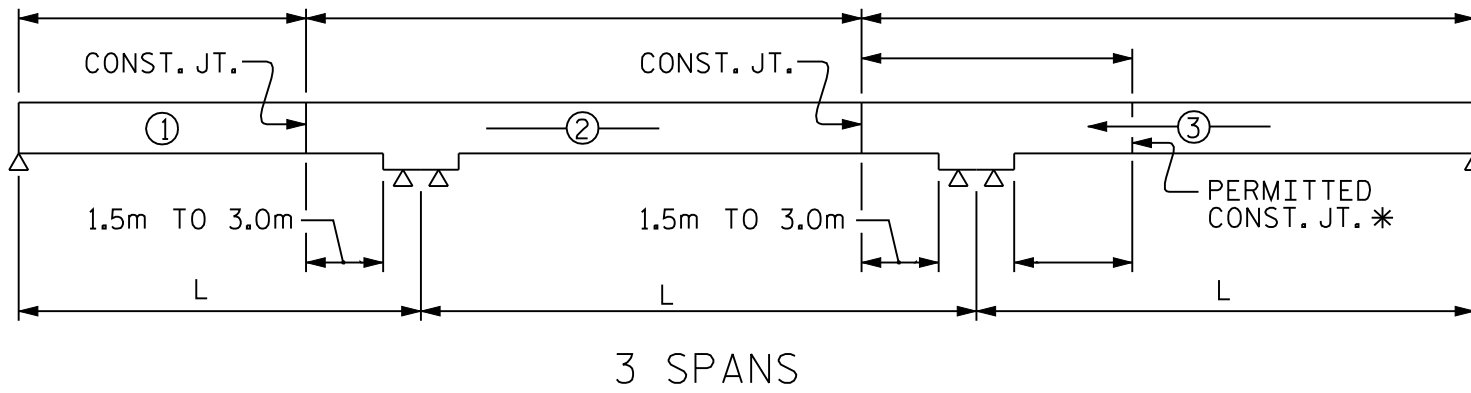 CONST. JT.
CONST. JT.
1
2
3
PERMITTED
CONST. JT. *
1.5m TO 3.0m
1.5m TO 3.0m
L
L
L
3 SPANS